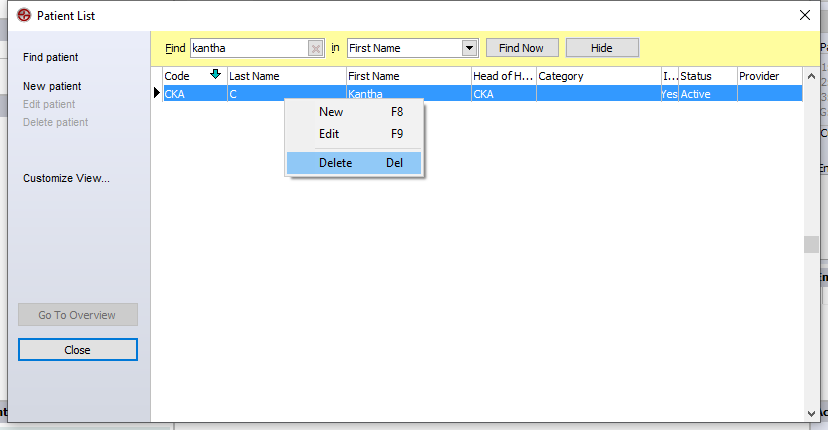 Patient List
Find patient
New patient
Edit patient
Delete patient
Customize View...
Go To Overview
Close
Find kantha in First Name Find Now Hide
Code Last Name First Name Head of H... Category I... Status Provider
CKA C Kantha CKA Yes Active
New F8
Edit F9
Delete Del